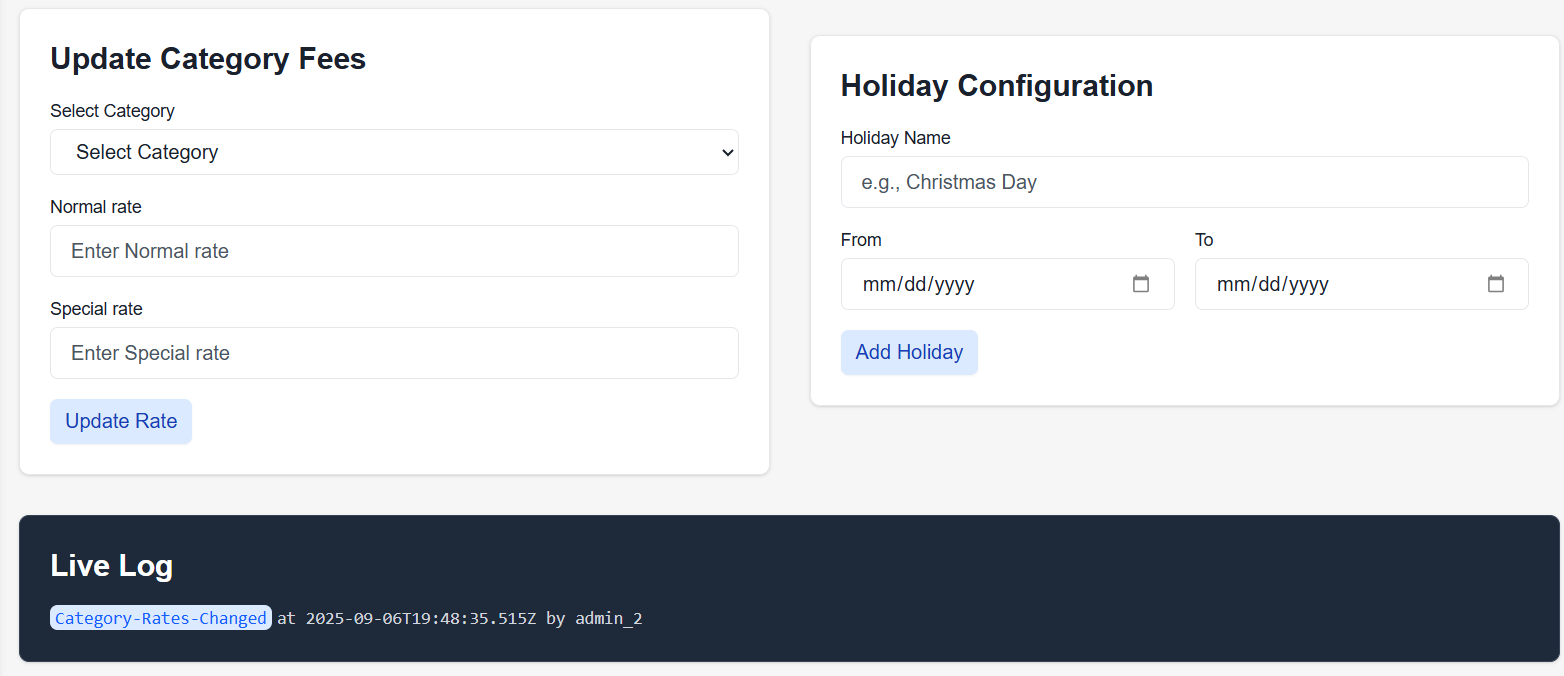 Update Category Fees
Select Category
Select Category
Normal rate
Enter Normal rate
Special rate
Enter Special rate
Update Rate
Holiday Configuration
Holiday Name
e.g., Christmas Day
From To
mm/dd/yyyy mm/dd/yyyy
Add Holiday
Live Log
Category-Rates-Changed at 2025-09-06T19:48:35.515Z by admin_2